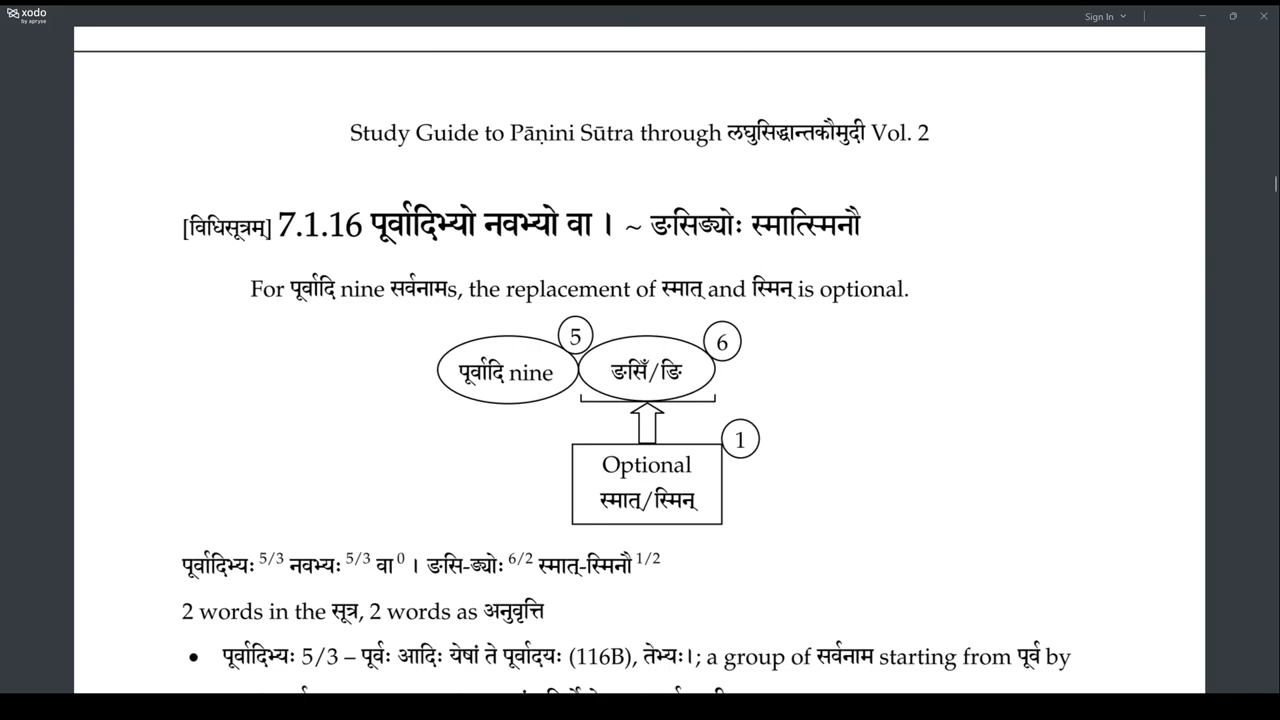 xodo
by apryse
Sign In
Study Guide to Pāṇini Sūtra through लघुसिद्धान्तकौमुदी Vol. 2
[विधिसूत्रम्] 7.1.16 पूर्वादिभ्यो नवभ्यो वा । ~ ङसिङ्योः स्मात्स्मिनौ
For पूर्वादि nine सर्वनामs, the replacement of स्मात् and स्मिन् is optional.
5
6
पूर्वादि nine
ङसिँ/ङि
1
Optional
स्मात्/स्मिन्
पूर्वादिभ्यः 5/3 नवभ्यः 5/3 वा 0 । ङसि-ङ्योः 6/2 स्मात्-स्मिनौ 1/2
2 words in the सूत्र, 2 words as अनुवृत्ति
• पूर्वादिभ्यः 5/3 – पूर्वः आदिः येषां ते पूर्वादयः (116B), तेभ्यः।; a group of सर्वनाम starting from पूर्व by